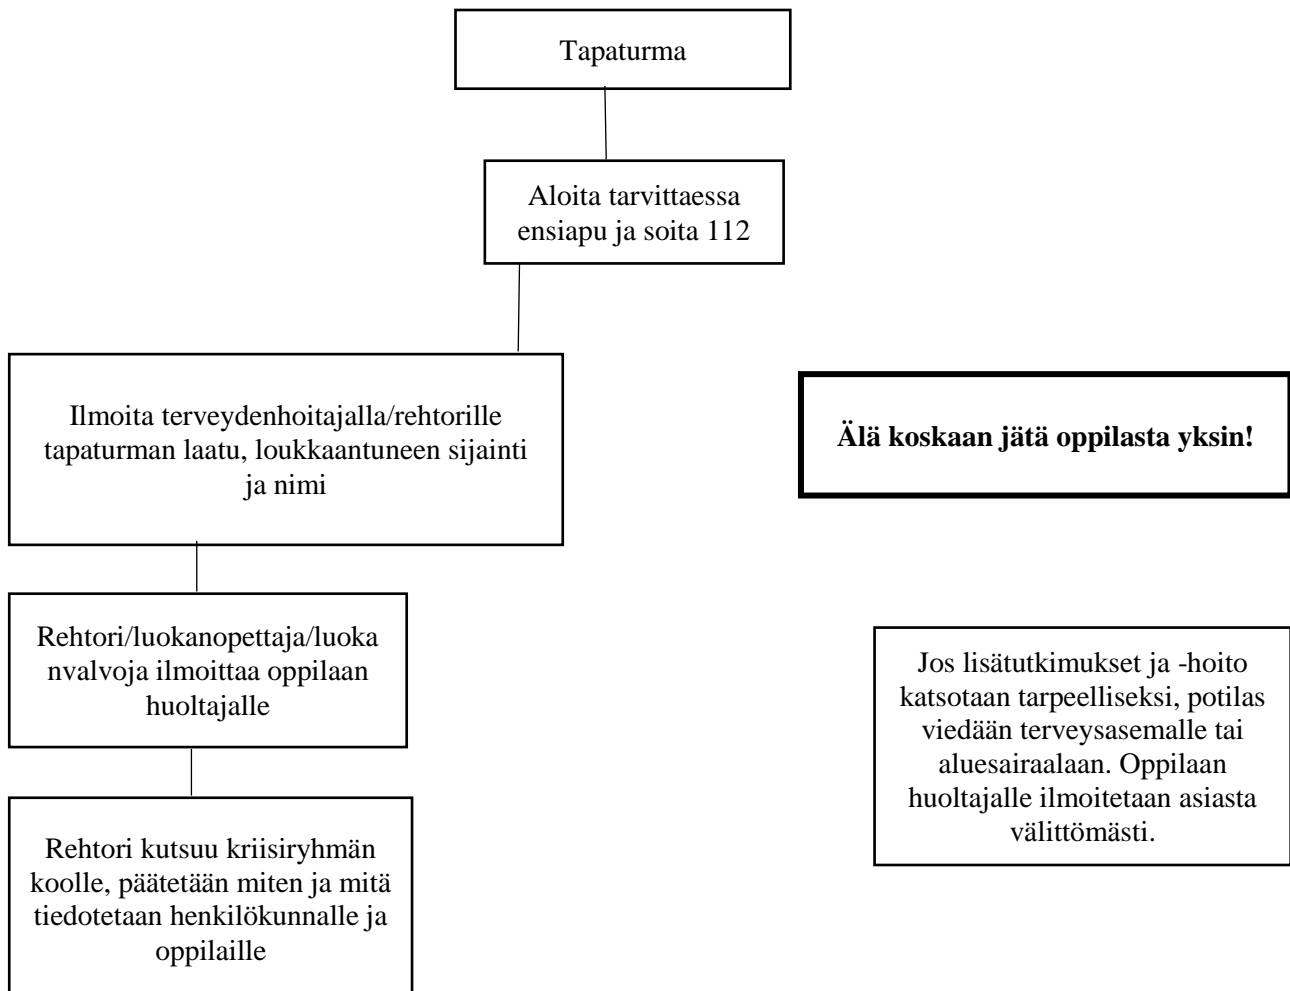 Tapaturma
Aloita tarvittaessa
ensiapu ja soita 112
Ilmoita terveydenhoitajalla/rehtorille
tapaturman laatu, loukkaantuneen sijainti
ja nimi
Älä koskaan jätä oppilasta yksin!
Rehtori/luokanopettaja/luoka
nvalvoja ilmoittaa oppilaan
huoltajalle
Jos lisätutkimukset ja -hoito
katsotaan tarpeelliseksi, potilas
viedään terveysasemalle tai
aluesairaalaan. Oppilaan
huoltajalle ilmoitetaan asiasta
välittömästi.
Rehtori kutsuu kriisiryhmän
koolle, päätetään miten ja mitä
tiedotetaan henkilökunnalle ja
oppilaille